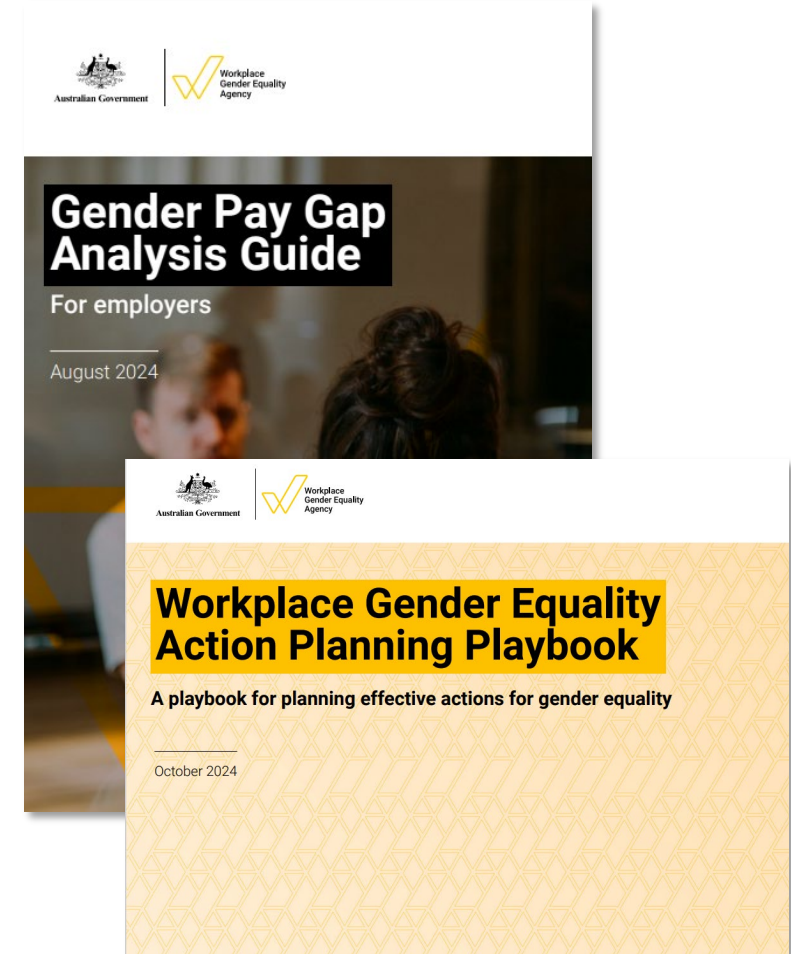 Australian Government
Workplace
Gender Equality
Agency
Gender Pay Gap
Analysis Guide
For employers
August 2024
Australian Government
Workplace
Gender Equality
Agency
Workplace Gender Equality
Action Planning Playbook
A playbook for planning effective actions for gender equality
October 2024